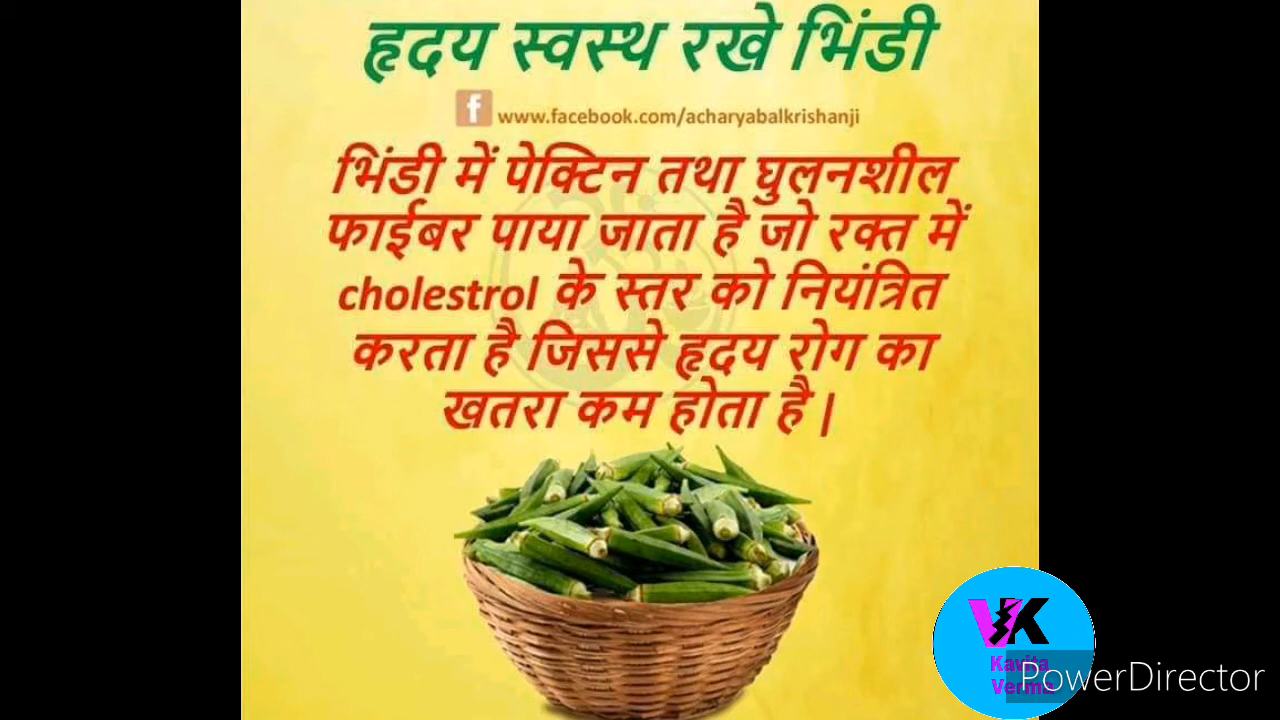 हृदय स्वस्थ रखे भिंडी
f www.facebook.com/acharyabalkrishanji
भिंडी में पेक्टिन तथा घुलनशील
फाईबर पाया जाता है जो रक्त में
cholestrol के स्तर को नियंत्रित
करता है जिससे हृदय रोग का
खतरा कम होता है |
VK
Kavita
Verma
PowerDirector